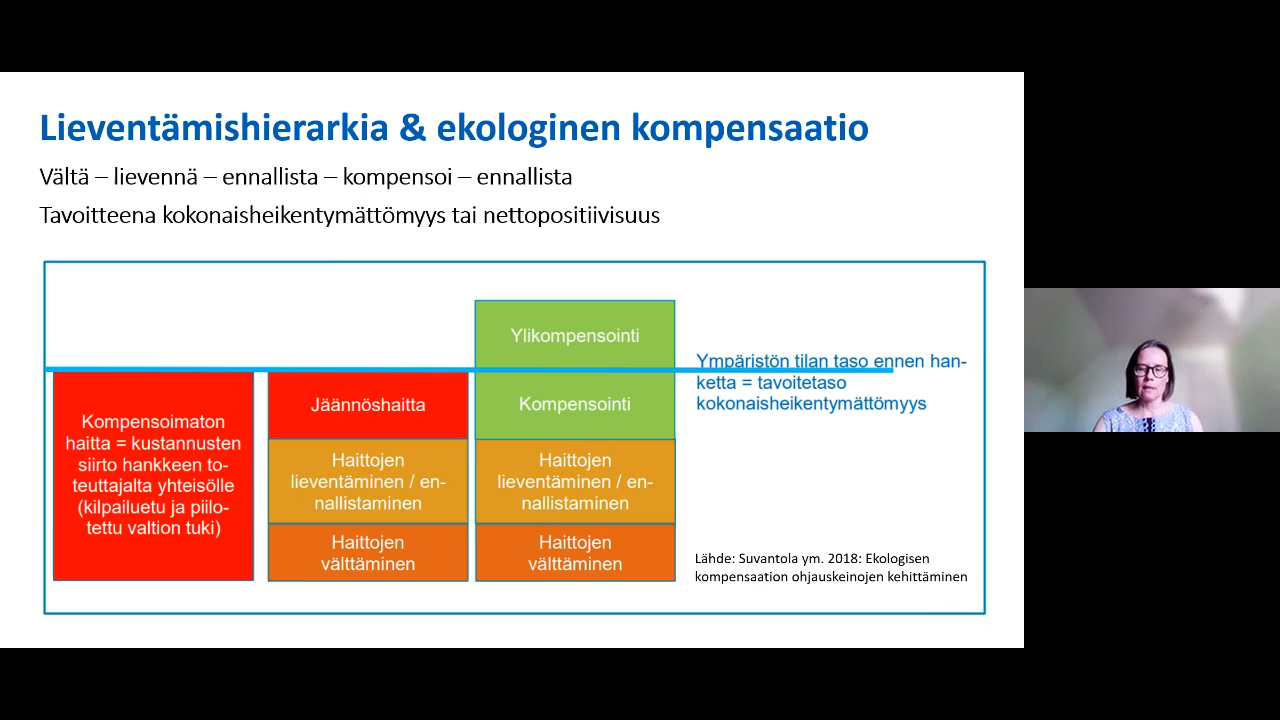 Lieventämishierarkia & ekologinen kompensaatio
Vältä – lievennä – ennallista – kompensoi – ennallista
Tavoitteena kokonaisheikentymättömyys tai nettopositiivisuus
Kompensoimaton
haitta = kustannusten
siirto hankkeen to-
teuttajalta yhteisölle
(kilpailuetu ja piilo-
tettu valtion tuki)
Jäännöshaitta
Haittojen
lieventäminen / en-
nallistaminen
Haittojen
välttäminen
Ylikompensointi
Kompensointi
Haittojen
lieventäminen / en-
nallistaminen
Haittojen
välttäminen
Ympäristön tilan taso ennen han-
ketta = tavoitetaso
kokonaisheikentymättömyys
Lähde: Suvantola ym. 2018: Ekologisen
kompensaation ohjauskeinojen kehittäminen